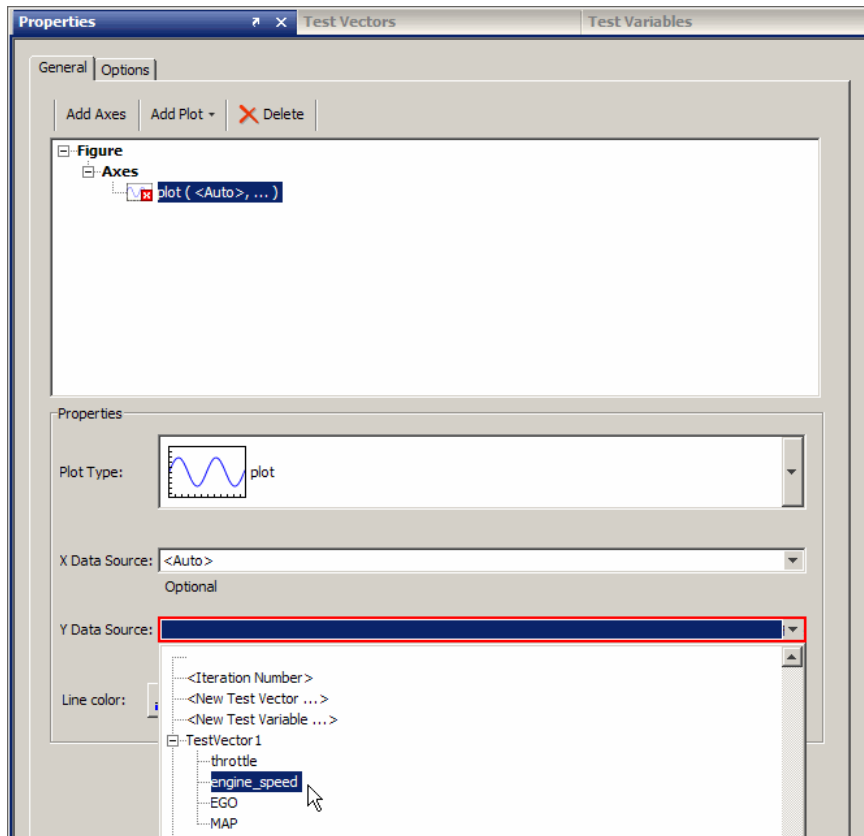 Properties
Test Vectors
Test Variables
General
Options
Add Axes
Add Plot
Delete
Figure
Axes
plot ( <Auto>, ... )
Properties
Plot Type:
plot
X Data Source:
<Auto>
Optional
Y Data Source:
<Iteration Number>
<New Test Vector ...>
Line color:
<New Test Variable ...>
TestVector1
throttle
engine_speed
EGO
MAP